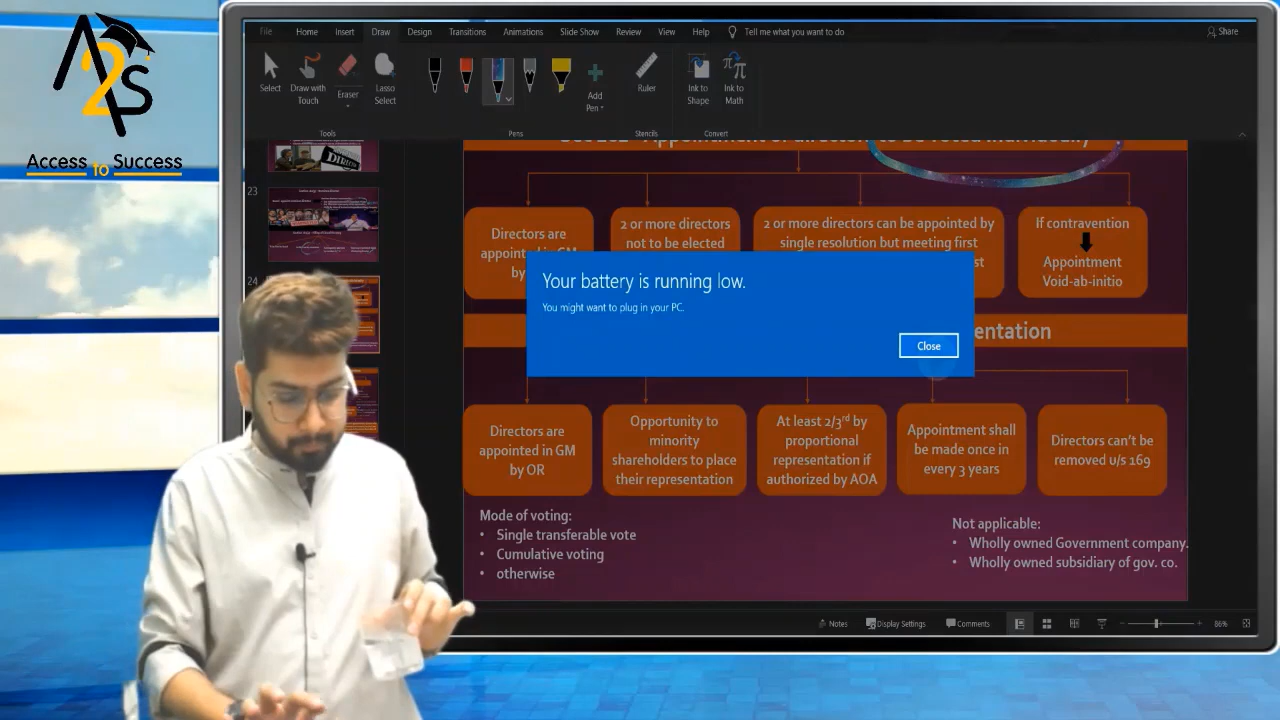 A2S
Access to Success
File Home Insert Draw Design Transitions Animations Slide Show Review View Help Tell me what you want to do Share
Select
Draw with
Touch
Eraser
Lasso
Select
Add
Pen
Ruler
Ink to
Shape
Ink to
Math
Tools Pens Stencils Convert
23
24
Directors are
2 or more directors
not to be elected
2 or more directors can be appointed by
single resolution but meeting first
If contravention
Appointment
Void-ab-initio
Your battery is running low.
You might want to plug in your PC.
Close
Directors are
appointed in GM
by OR
Opportunity to
minority
shareholders to place
their representation
At least 2/3rd by
proportional
representation if
authorized by AOA
Appointment shall
be made once in
every 3 years
Directors can't be
removed u/s 169
Mode of voting:
• Single transferable vote
• Cumulative voting
• otherwise
Not applicable:
• Wholly owned Government company.
• Wholly owned subsidiary of gov. co.
Notes Display Settings Comments 86%